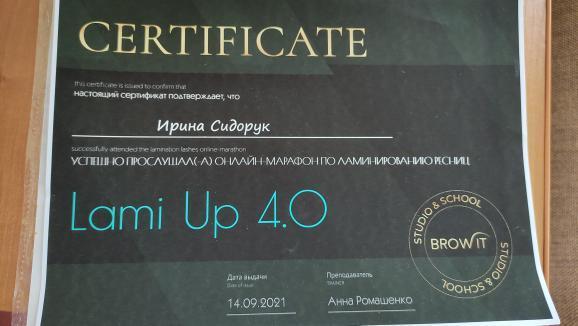 CERTIFICATE
This certificate is issued to confirm that
настоящий сертификат подтверждает, что
Ирина Сидорук
successfully attended the lamination lashes online-marathon
УСПЕШНО ПРОСЛУШАЛ(-А) ОНЛАЙН-МАРАФОН ПО ЛАМИНИРОВАНИЮ РЕСНИЦ
Lami Up 4.0
STUDIO & SCHOOL
BROW IT
STUDIO & SCHOOL
Дата выдачи
Date of issue
14.09.2021
Преподаватель
TRAINER
Анна Ромашенко